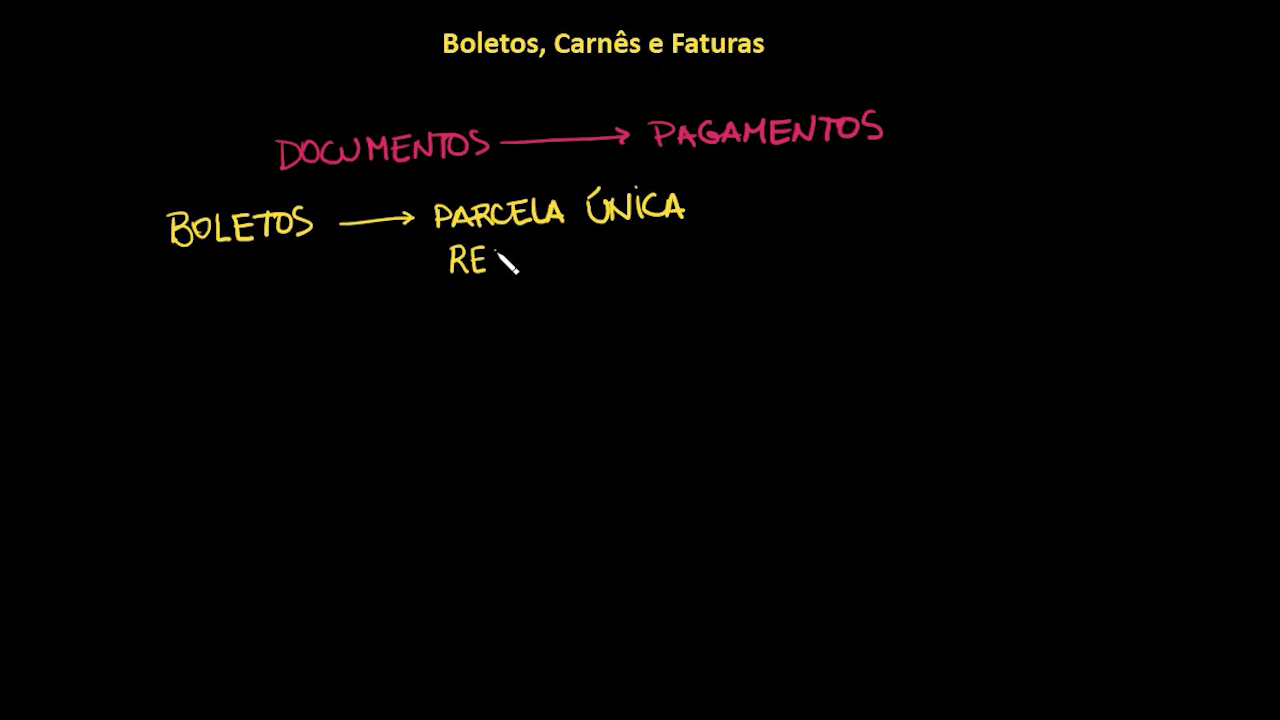 Boletos, Carnês e Faturas
DOCUMENTOS → PAGAMENTOS
BOLETOS → PARCELA ÚNICA
RE